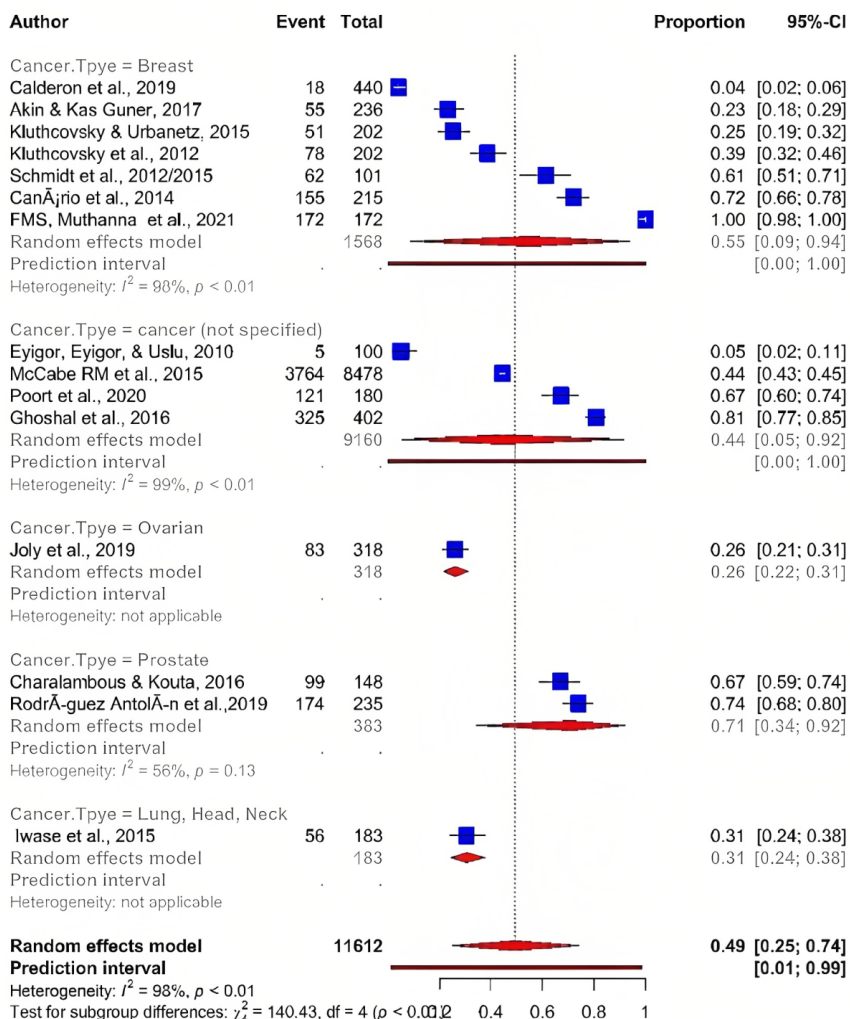 Author Event Total Proportion 95%-CI
Cancer.Tpye = Breast
Calderon et al., 2019 18 440 0.04 [0.02; 0.06]
Akin & Kas Guner, 2017 55 236 0.23 [0.18; 0.29]
Kluthcovsky & Urbanetz, 2015 51 202 0.25 [0.19; 0.32]
Kluthcovsky et al., 2012 78 202 0.39 [0.32; 0.46]
Schmidt et al., 2012/2015 62 101 0.61 [0.51; 0.71]
CanÃ¡rio et al., 2014 155 215 0.72 [0.66; 0.78]
FMS, Muthanna et al., 2021 172 172 1.00 [0.98; 1.00]
Random effects model 1568 0.55 [0.09; 0.94]
Prediction interval . . [0.00; 1.00]
Heterogeneity: I² = 98%, p < 0.01
Cancer.Tpye = cancer (not specified)
Eyigor, Eyigor, & Uslu, 2010 5 100 0.05 [0.02; 0.11]
McCabe RM et al., 2015 3764 8478 0.44 [0.43; 0.45]
Poort et al., 2020 121 180 0.67 [0.60; 0.74]
Ghoshal et al., 2016 325 402 0.81 [0.77; 0.85]
Random effects model 9160 0.44 [0.05; 0.92]
Prediction interval . . [0.00; 1.00]
Heterogeneity: I² = 99%, p < 0.01
Cancer.Tpye = Ovarian
Joly et al., 2019 83 318 0.26 [0.21; 0.31]
Random effects model 318 0.26 [0.22; 0.31]
Prediction interval . .
Heterogeneity: not applicable
Cancer.Tpye = Prostate
Charalambous & Kouta, 2016 99 148 0.67 [0.59; 0.74]
RodrÃ-guez AntolÃ-n et al.,2019 174 235 0.74 [0.68; 0.80]
Random effects model 383 0.71 [0.34; 0.92]
Prediction interval . .
Heterogeneity: I² = 56%, p = 0.13
Cancer.Tpye = Lung, Head, Neck
Iwase et al., 2015 56 183 0.31 [0.24; 0.38]
Random effects model 183 0.31 [0.24; 0.38]
Prediction interval . .
Heterogeneity: not applicable
Random effects model 11612 0.49 [0.25; 0.74]
Prediction interval [0.01; 0.99]
Heterogeneity: I² = 98%, p < 0.01
Test for subgroup differences: χ²₄ = 140.43, df = 4 (p < 0.01) 0.2 0.4 0.6 0.8 1